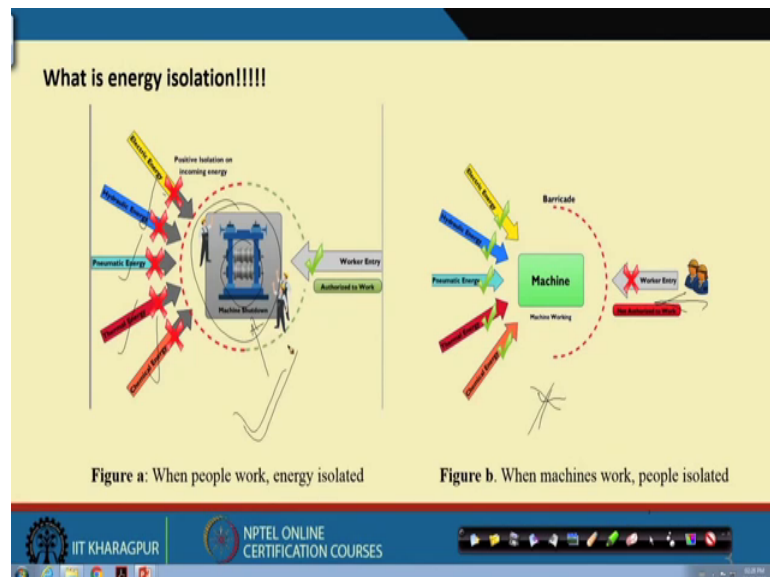 What is energy isolation!!!!!
Electric Energy
Positive Isolation on
incoming energy
Hydraulic Energy
Pneumatic Energy
Thermal Energy
Chemical Energy
Machine Shutdown
Worker Entry
Authorized to Work
Figure a: When people work, energy isolated
Electric Energy
Barricade
Hydraulic Energy
Pneumatic Energy
Machine
Worker Entry
Not Authorized to Work
Machine Working
Thermal Energy
Chemical Energy
Figure b. When machines work, people isolated
IIT KHARAGPUR
NPTEL ONLINE
CERTIFICATION COURSES